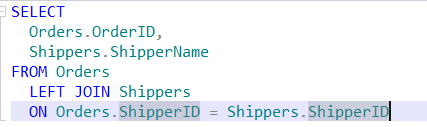 SELECT
Orders.OrderID,
Shippers.ShipperName
FROM Orders
LEFT JOIN Shippers
ON Orders.ShipperID = Shippers.ShipperID